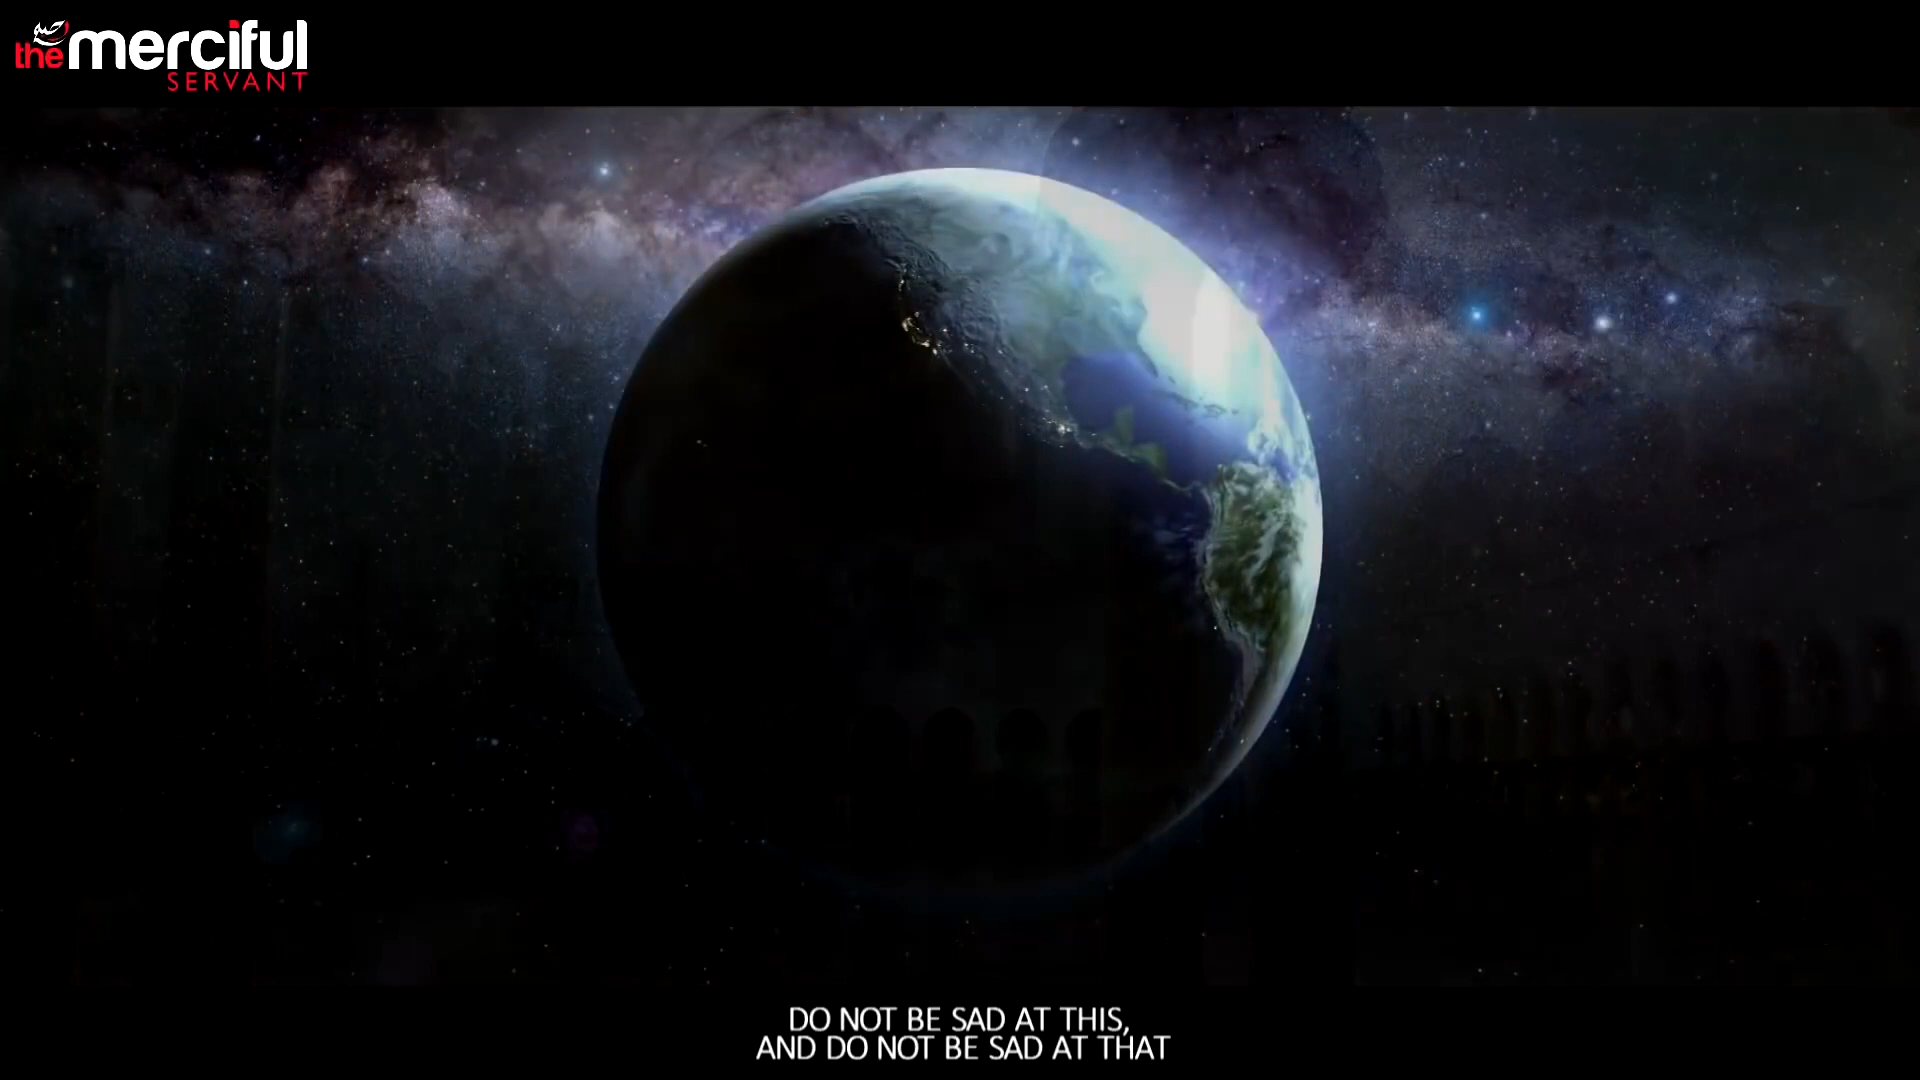 the merciful
SERVANT
DO NOT BE SAD AT THIS,
AND DO NOT BE SAD AT THAT